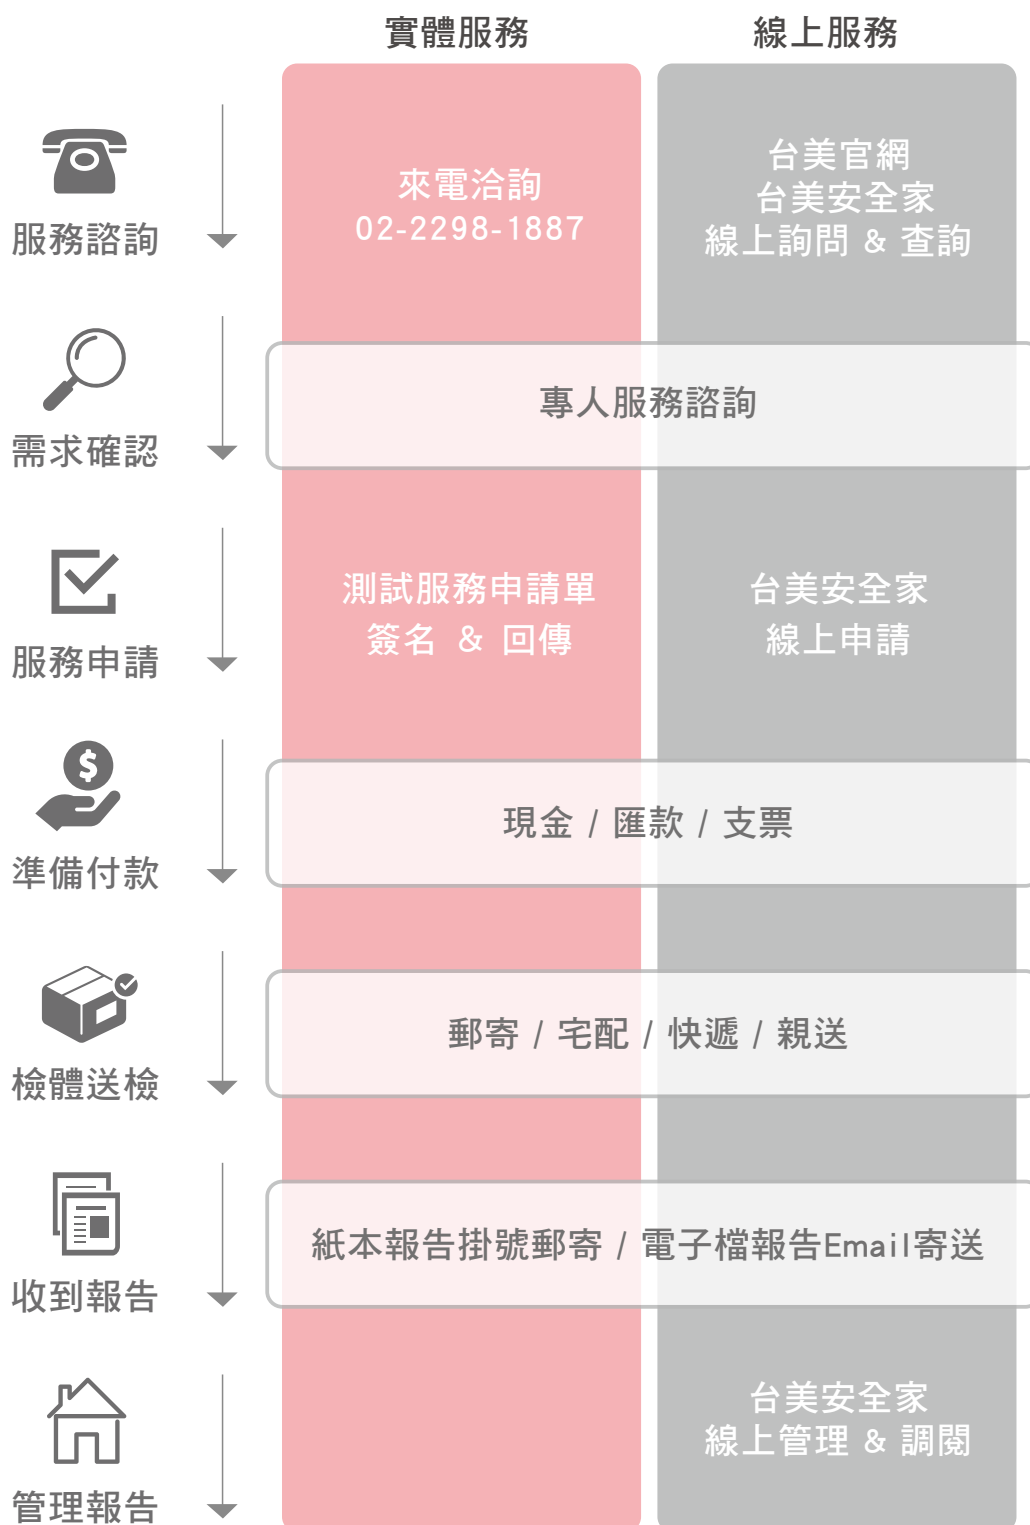 實體服務
線上服務
服務諮詢
來電洽詢
02-2298-1887
台美官網
台美安全家
線上詢問 & 查詢
需求確認
專人服務諮詢
服務申請
測試服務申請單
簽名 & 回傳
台美安全家
線上申請
$
準備付款
現金 / 匯款 / 支票
檢體送檢
郵寄 / 宅配 / 快遞 / 親送
收到報告
紙本報告掛號郵寄 / 電子檔報告Email寄送
管理報告
台美安全家
線上管理 & 調閱